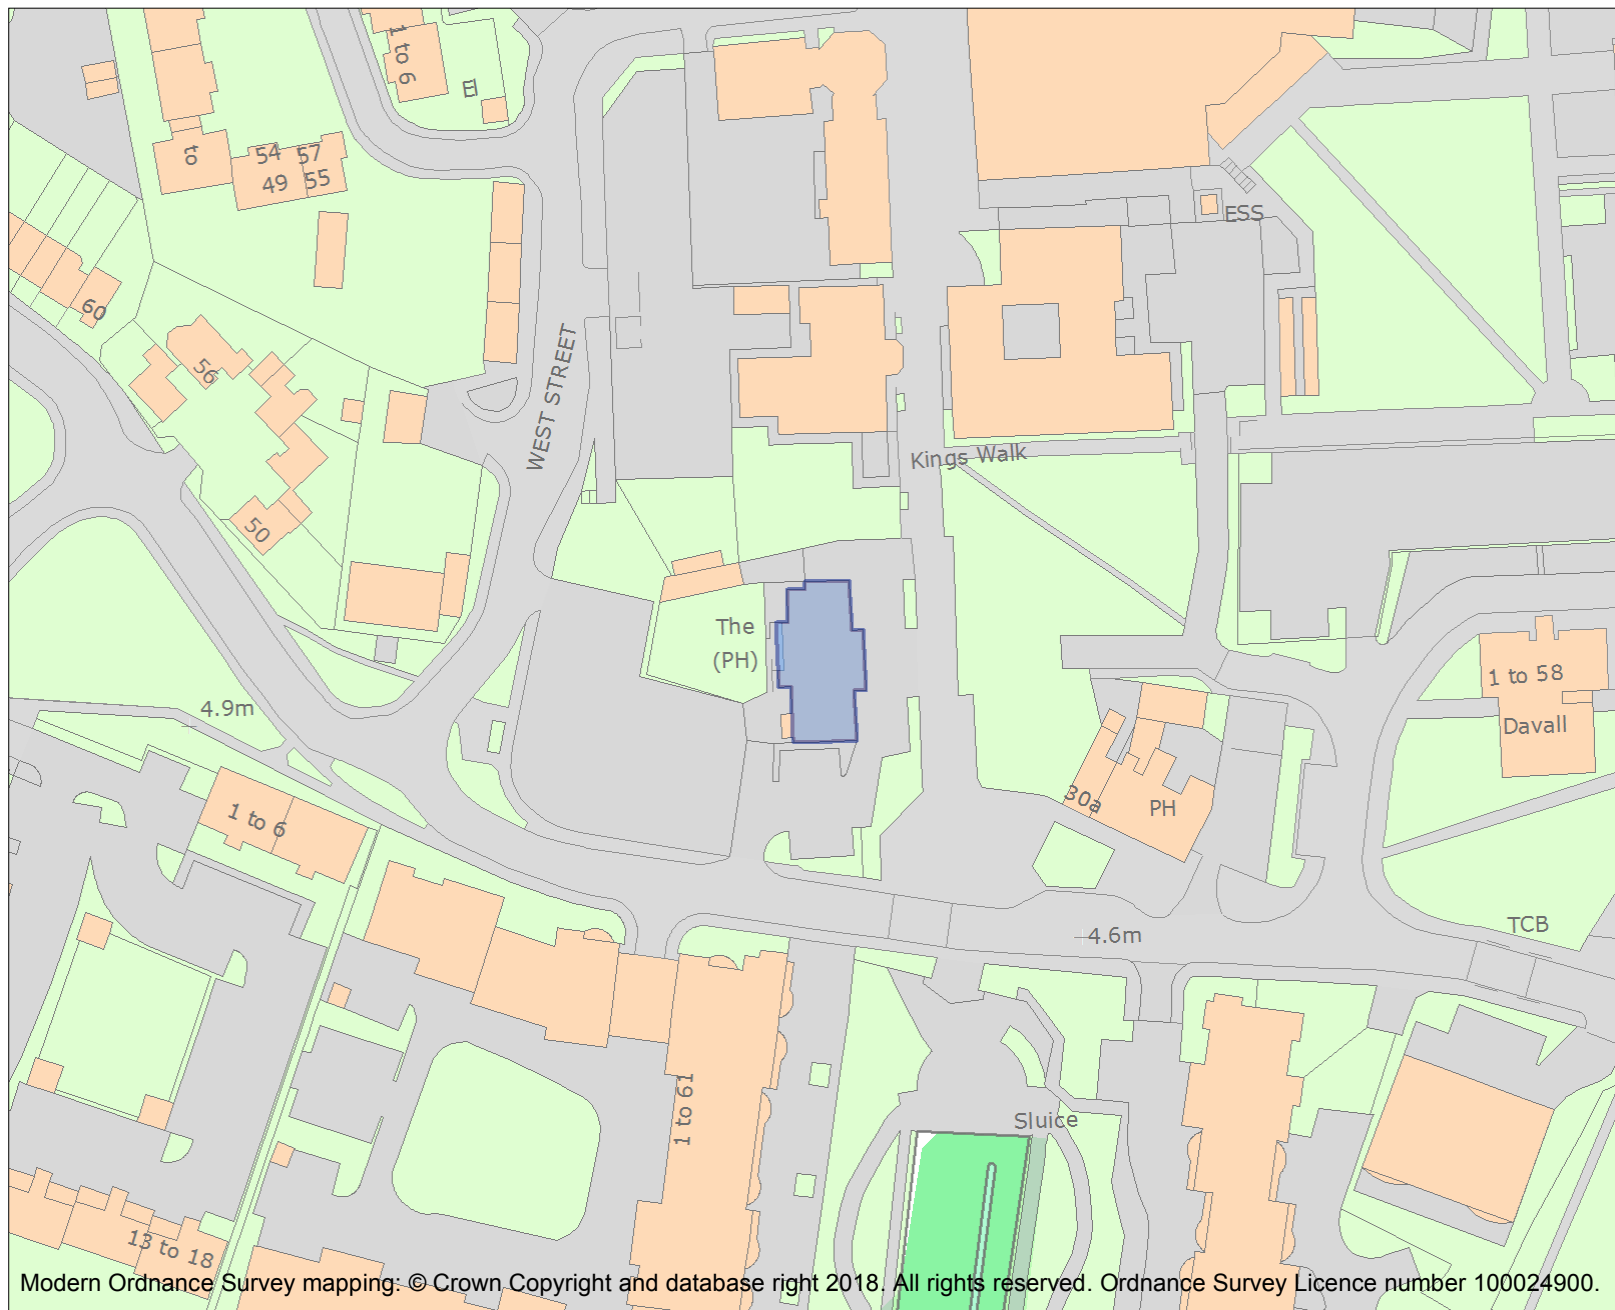 1 to 6
El
to
54 57
49 55
ESS
60
56
WEST STREET
Kings Walk
50
The
(PH)
1 to 58
Davall
4.9m
30a
PH
1 to 6
TCB
4.6m
1 to 61
Sluice
13 to 18
Modern Ordnance Survey mapping: © Crown Copyright and database right 2018. All rights reserved. Ordnance Survey Licence number 100024900.